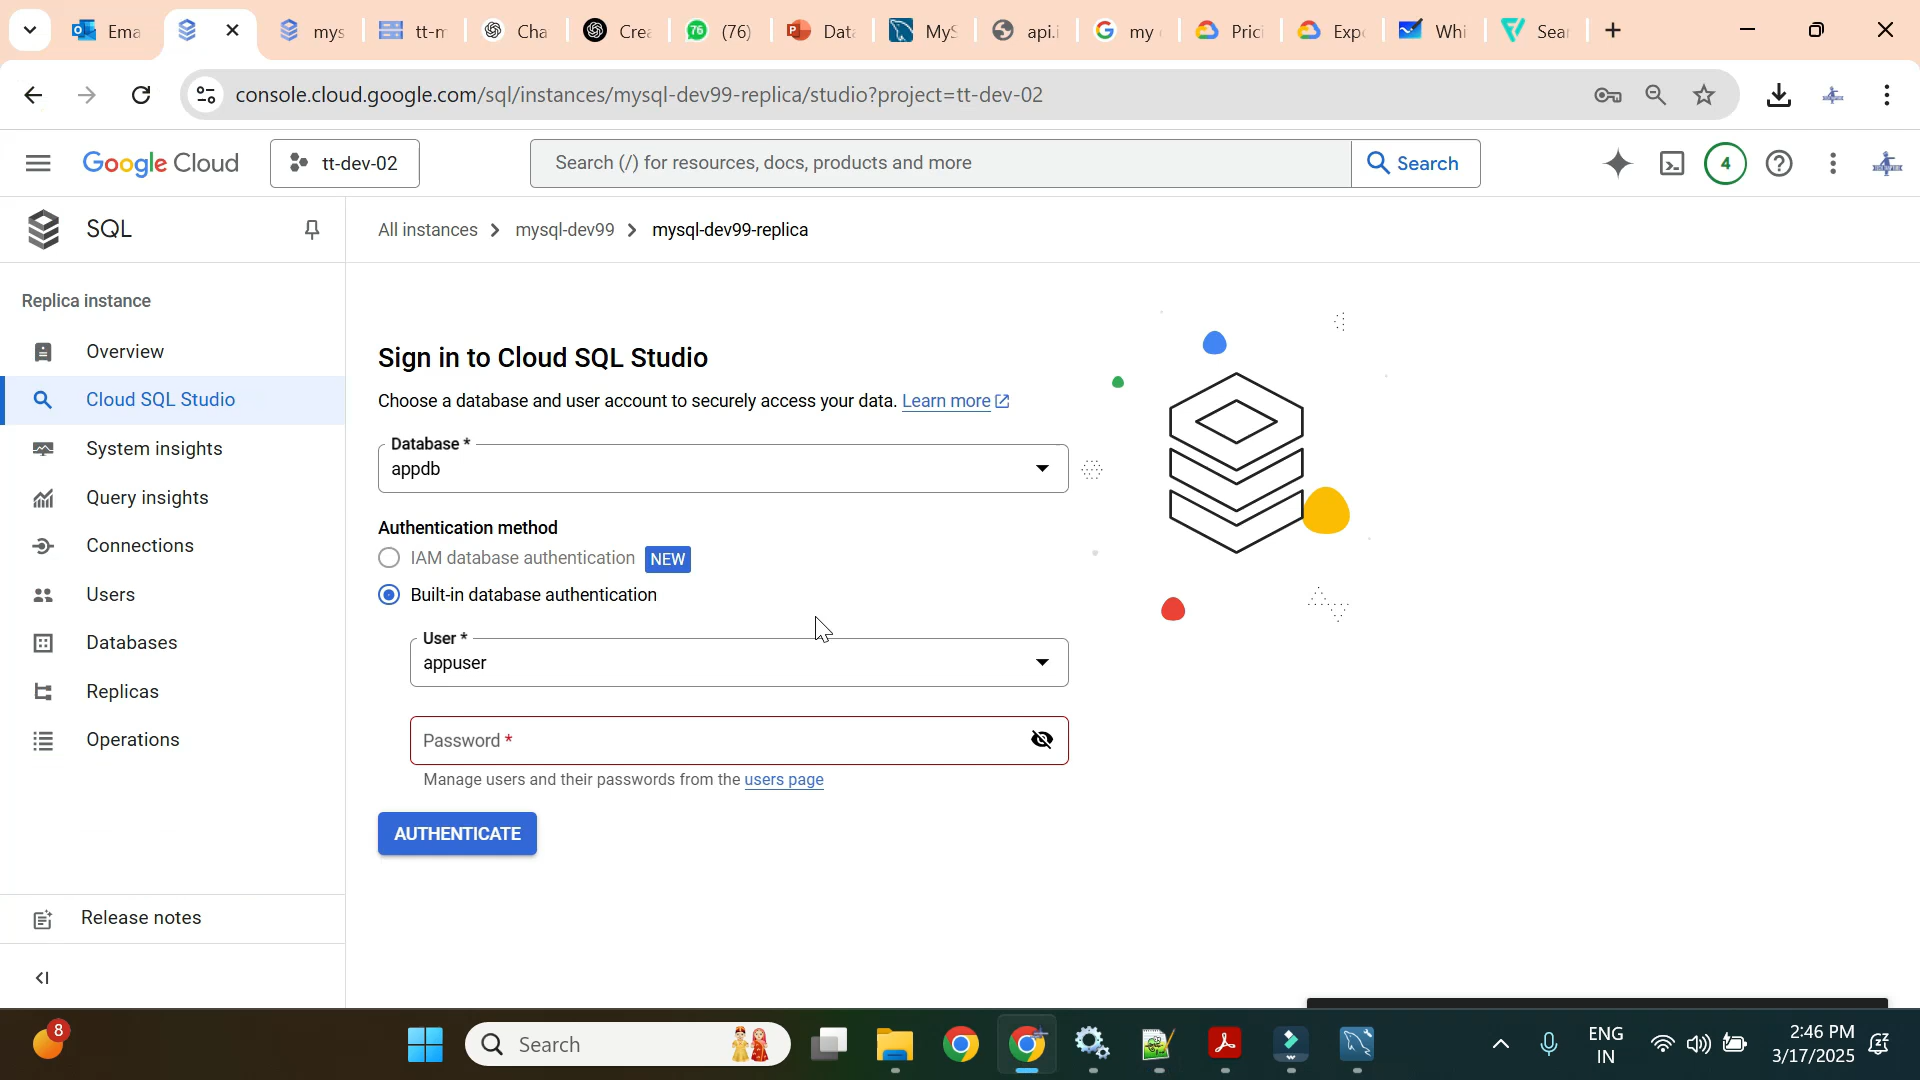 Ema
mys
tt-m
Cha
Crea
76
(76)
Data
MyS
api.i
my
Prici
Expo
Whi
Sear
console.cloud.google.com/sql/instances/mysql-dev99-replica/studio?project=tt-dev-02
Google Cloud
tt-dev-02
Search (/) for resources, docs, products and more
Search
4
SQL
All instances
mysql-dev99
mysql-dev99-replica
Replica instance
Overview
Cloud SQL Studio
System insights
Query insights
Connections
Users
Databases
Replicas
Operations
Release notes
Sign in to Cloud SQL Studio
Choose a database and user account to securely access your data. Learn more
Database *
appdb
Authentication method
IAM database authentication NEW
Built-in database authentication
User *
appuser
Password *
Manage users and their passwords from the users page
AUTHENTICATE
8
Search
ENG
IN
2:46 PM
3/17/2025